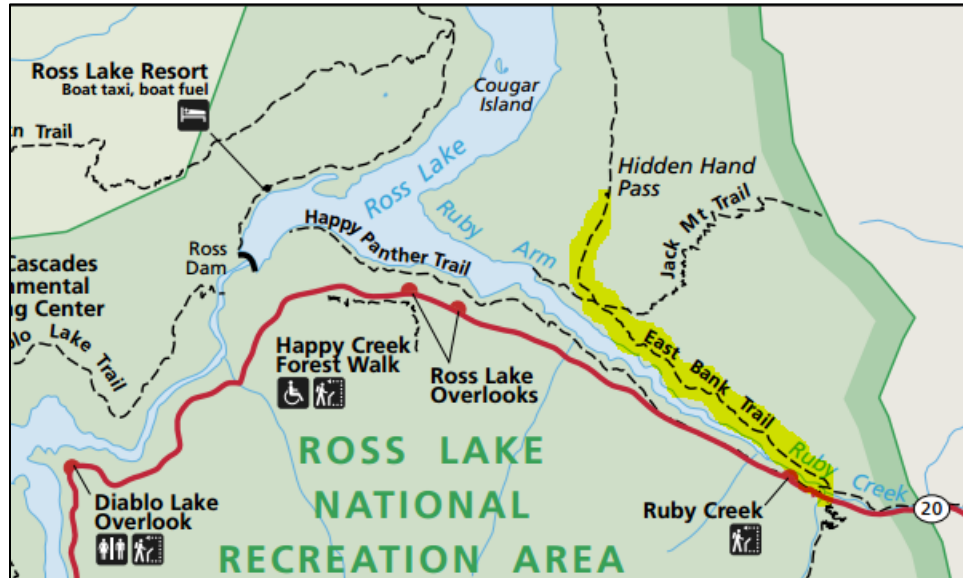 Ross Lake Resort
Boat taxi, boat fuel
Cougar
Island
n Trail
Ross Lake
Hidden Hand
Pass
Ruby Arm
Happy Panther Trail
Jack Mt Trail
Ross
Dam
Cascades
nmental
g Center
blo Lake Trail
Happy Creek
Forest Walk
Ross Lake
Overlooks
East Bank Trail
ROSS LAKE
NATIONAL
RECREATION AREA
Ruby Creek
Diablo Lake
Overlook
Ruby Creek
20